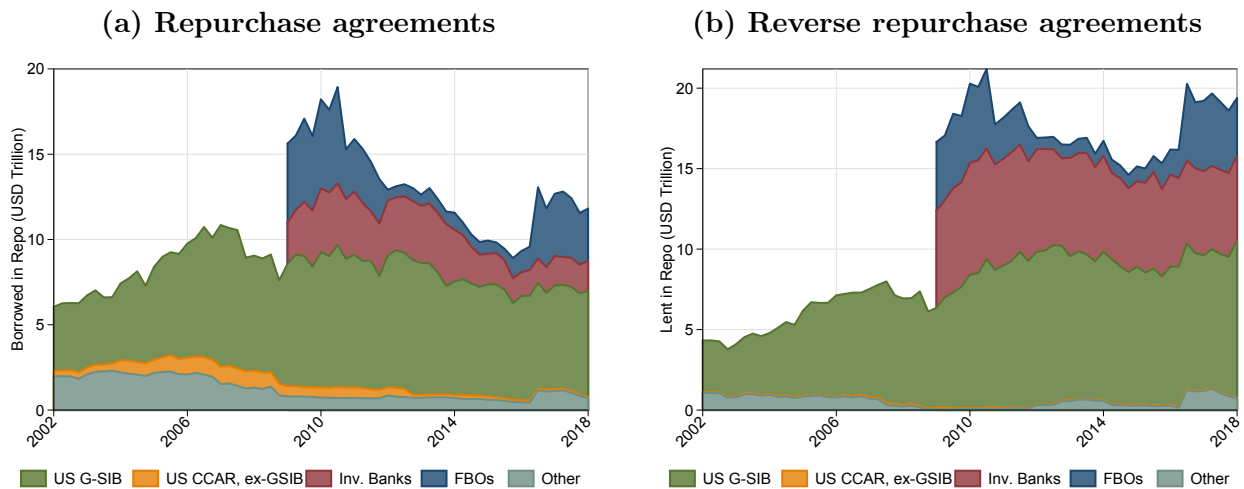 (a) Repurchase agreements
Borrowed in Repo (USD Trillion)
20
15
10
5
0
2002 2006 2010 2014 2018
US G-SIB US CCAR, ex-GSIB Inv. Banks FBOs Other
(b) Reverse repurchase agreements
Lent in Repo (USD Trillion)
20
15
10
5
0
2002 2006 2010 2014 2018
US G-SIB US CCAR, ex-GSIB Inv. Banks FBOs Other